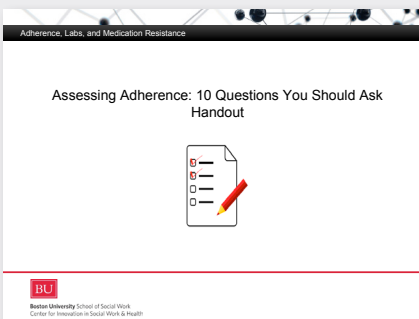 Adherence, Labs, and Medication Resistance
Assessing Adherence: 10 Questions You Should Ask
Handout
BU
Boston University School of Social Work
Center for Innovation in Social Work & Health